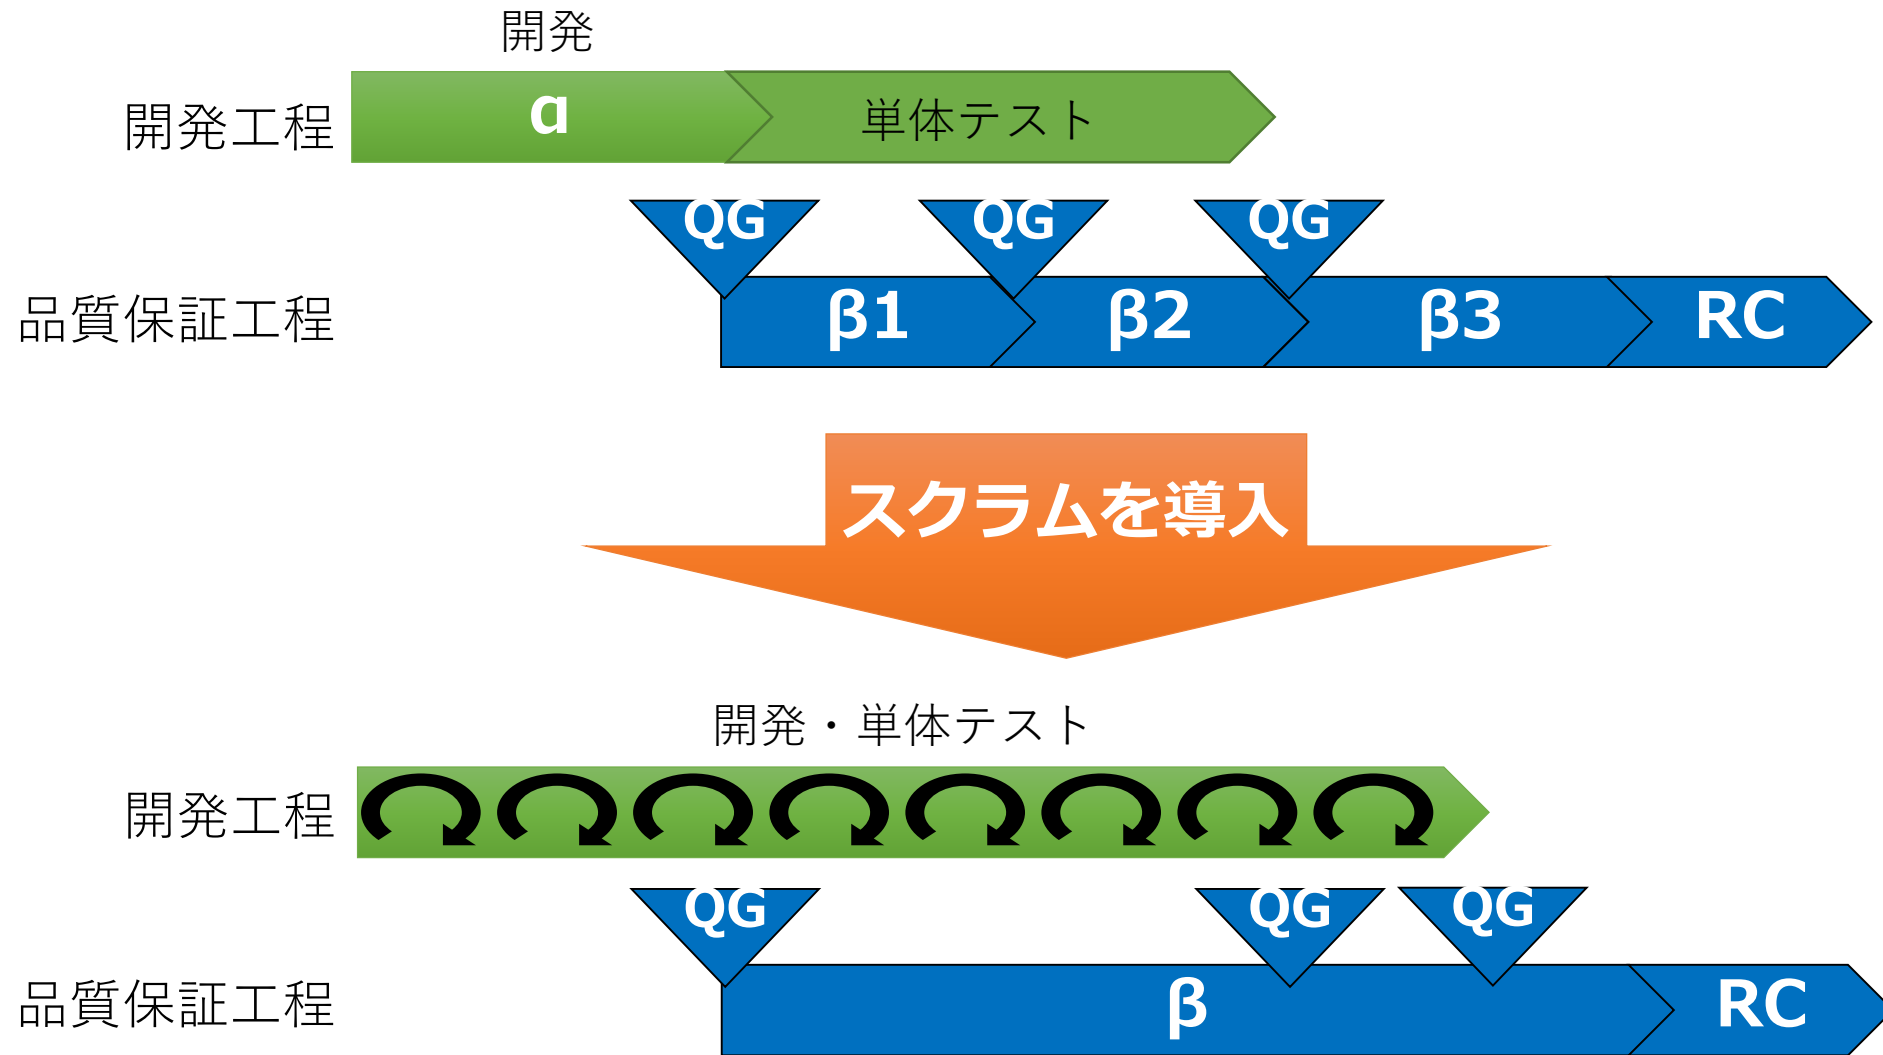 開発
開発工程
α
単体テスト
QG
QG
QG
品質保証工程
β1
β2
β3
RC
スクラムを導入
開発・単体テスト
開発工程
QG
QG
QG
品質保証工程
β
RC